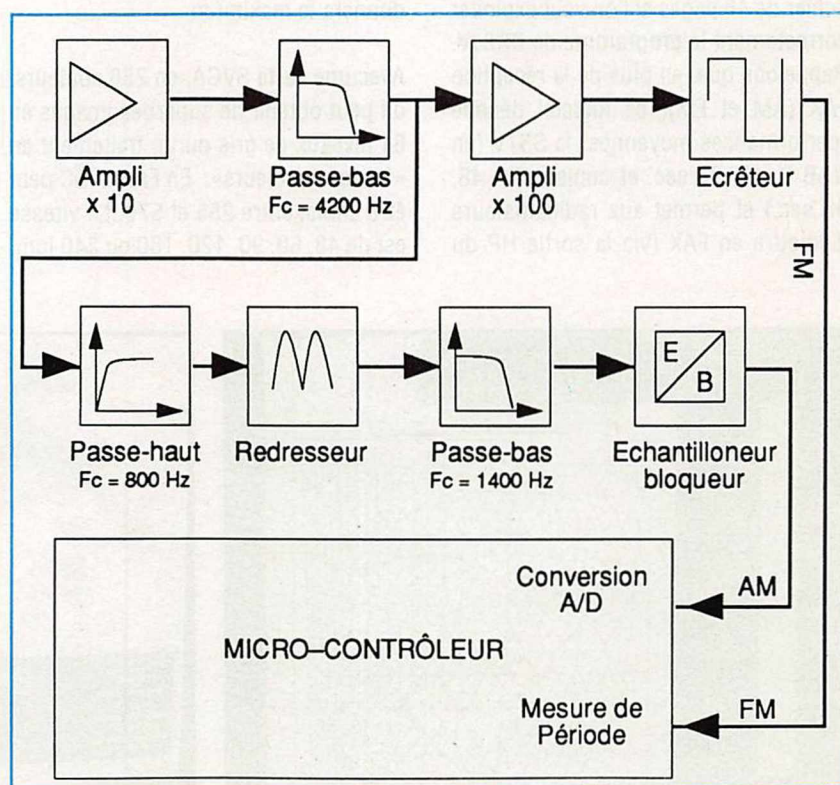 Ampli
x 10
Passe-bas
Fc = 4200 Hz
Ampli
x 100
Ecrêteur
FM
Passe-haut
Fc = 800 Hz
Redresseur
Passe-bas
Fc = 1400 Hz
E
B
Echantilloneur
bloqueur
Conversion
A/D
AM
MICRO–CONTRÔLEUR
Mesure de
Période
FM